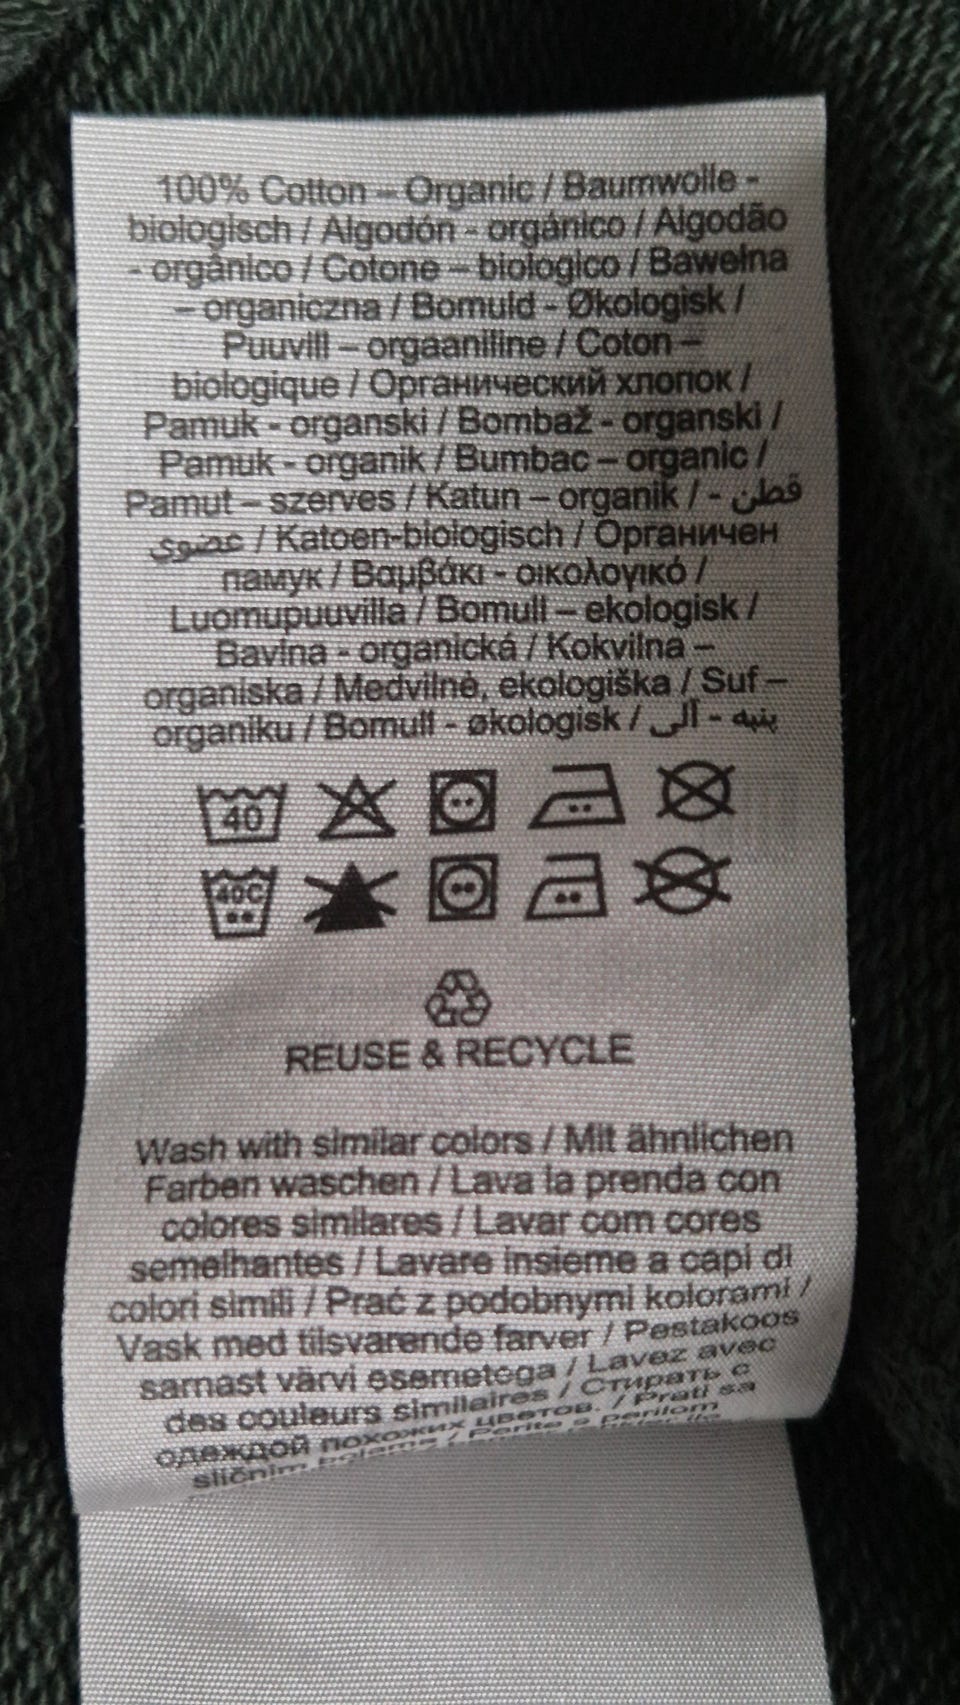 100% Cotton – Organic / Baumwolle -
biologisch / Algodón - orgánico / Algodão
- orgânico / Cotone – biologico / Bawełna
– organiczna / Bomuld - Økologisk /
Puuvill – orgaaniline / Coton –
biologique / Органический хлопок /
Pamuk - organski / Bombaž - organski /
Pamuk - organik / Bumbac – organic /
Pamut – szerves / Katun – organik / - قطن
عضوي / Katoen-biologisch / Органичен
памук / Βαμβάκι - οικολογικό /
Luomupuuvilla / Bomull – ekologisk /
Bavlna - organická / Kokvilna –
organiska / Medvilnė, ekologiška / Suf –
organiku / Bomull - økologisk / پنبه - آلی
40
40C
REUSE & RECYCLE
Wash with similar colors / Mit ähnlichen
Farben waschen / Lava la prenda con
colores similares / Lavar com cores
semelhantes / Lavare insieme a capi di
colori simili / Prać z podobnymi kolorami /
Vask med tilsvarende farver / Pestakoos
sarnast värvi esemetega / Lavez avec
des couleurs similaires / Стирать с
одеждой похожих цветов. / Prati sa
sličnim bojama / Perite s perilom